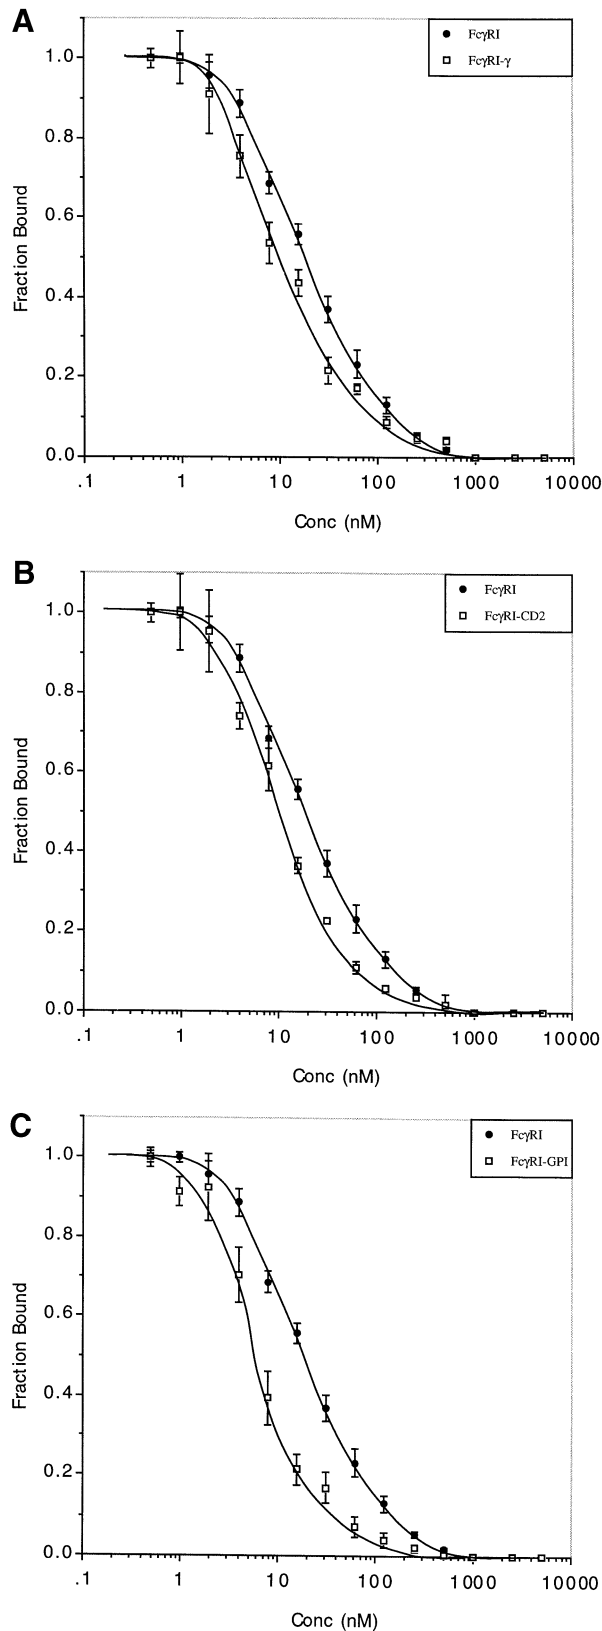 A
FcγRI
FcγRI-γ
1.0
0.8
0.6
0.4
0.2
0.0
Fraction Bound
.1 1 10 100 1000 10000
Conc (nM)
B
FcγRI
FcγRI-CD2
1.0
0.8
0.6
0.4
0.2
0.0
Fraction Bound
.1 1 10 100 1000 10000
Conc (nM)
C
FcγRI
FcγRI-GPI
1.0
0.8
0.6
0.4
0.2
0.0
Fraction Bound
.1 1 10 100 1000 10000
Conc (nM)